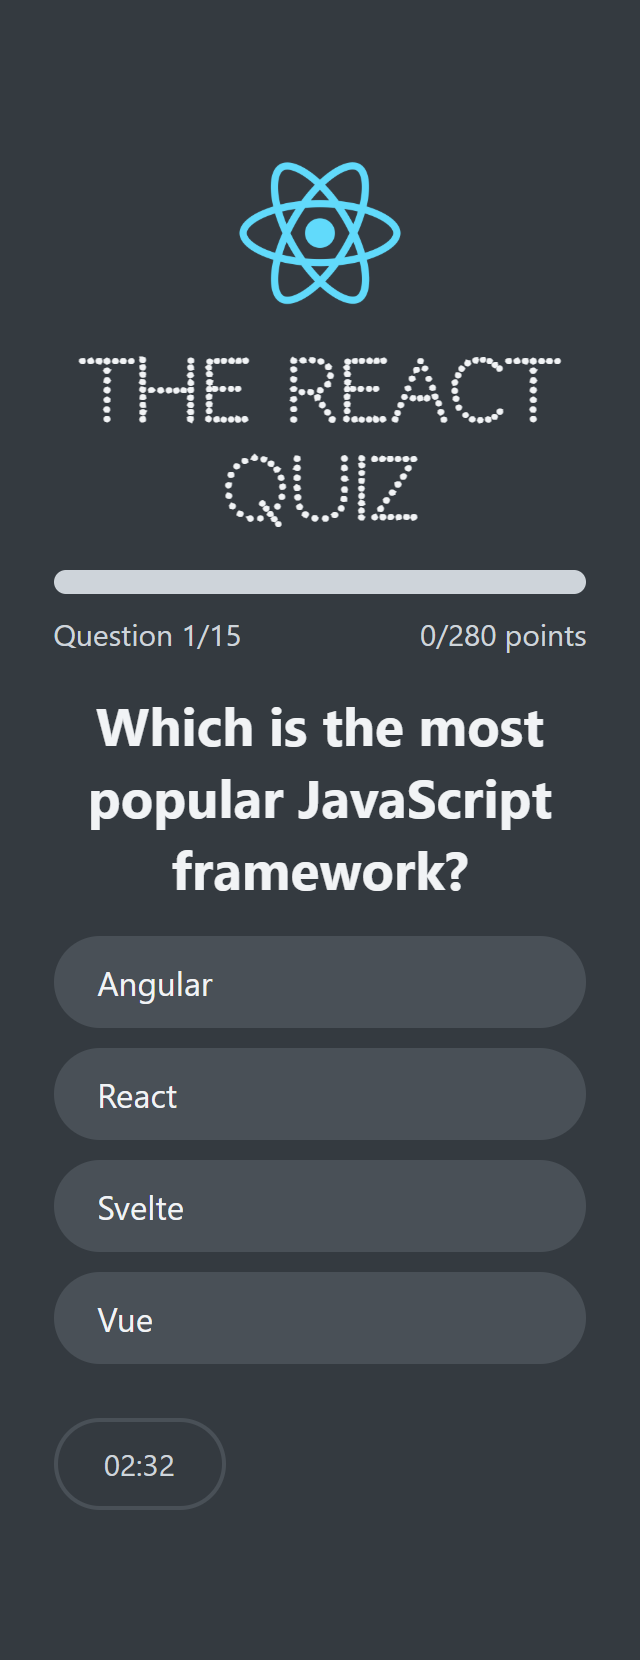 THE REACT
QUIZ
Question 1/15
0/280 points
Which is the most
popular JavaScript
framework?
Angular
React
Svelte
Vue
02:32